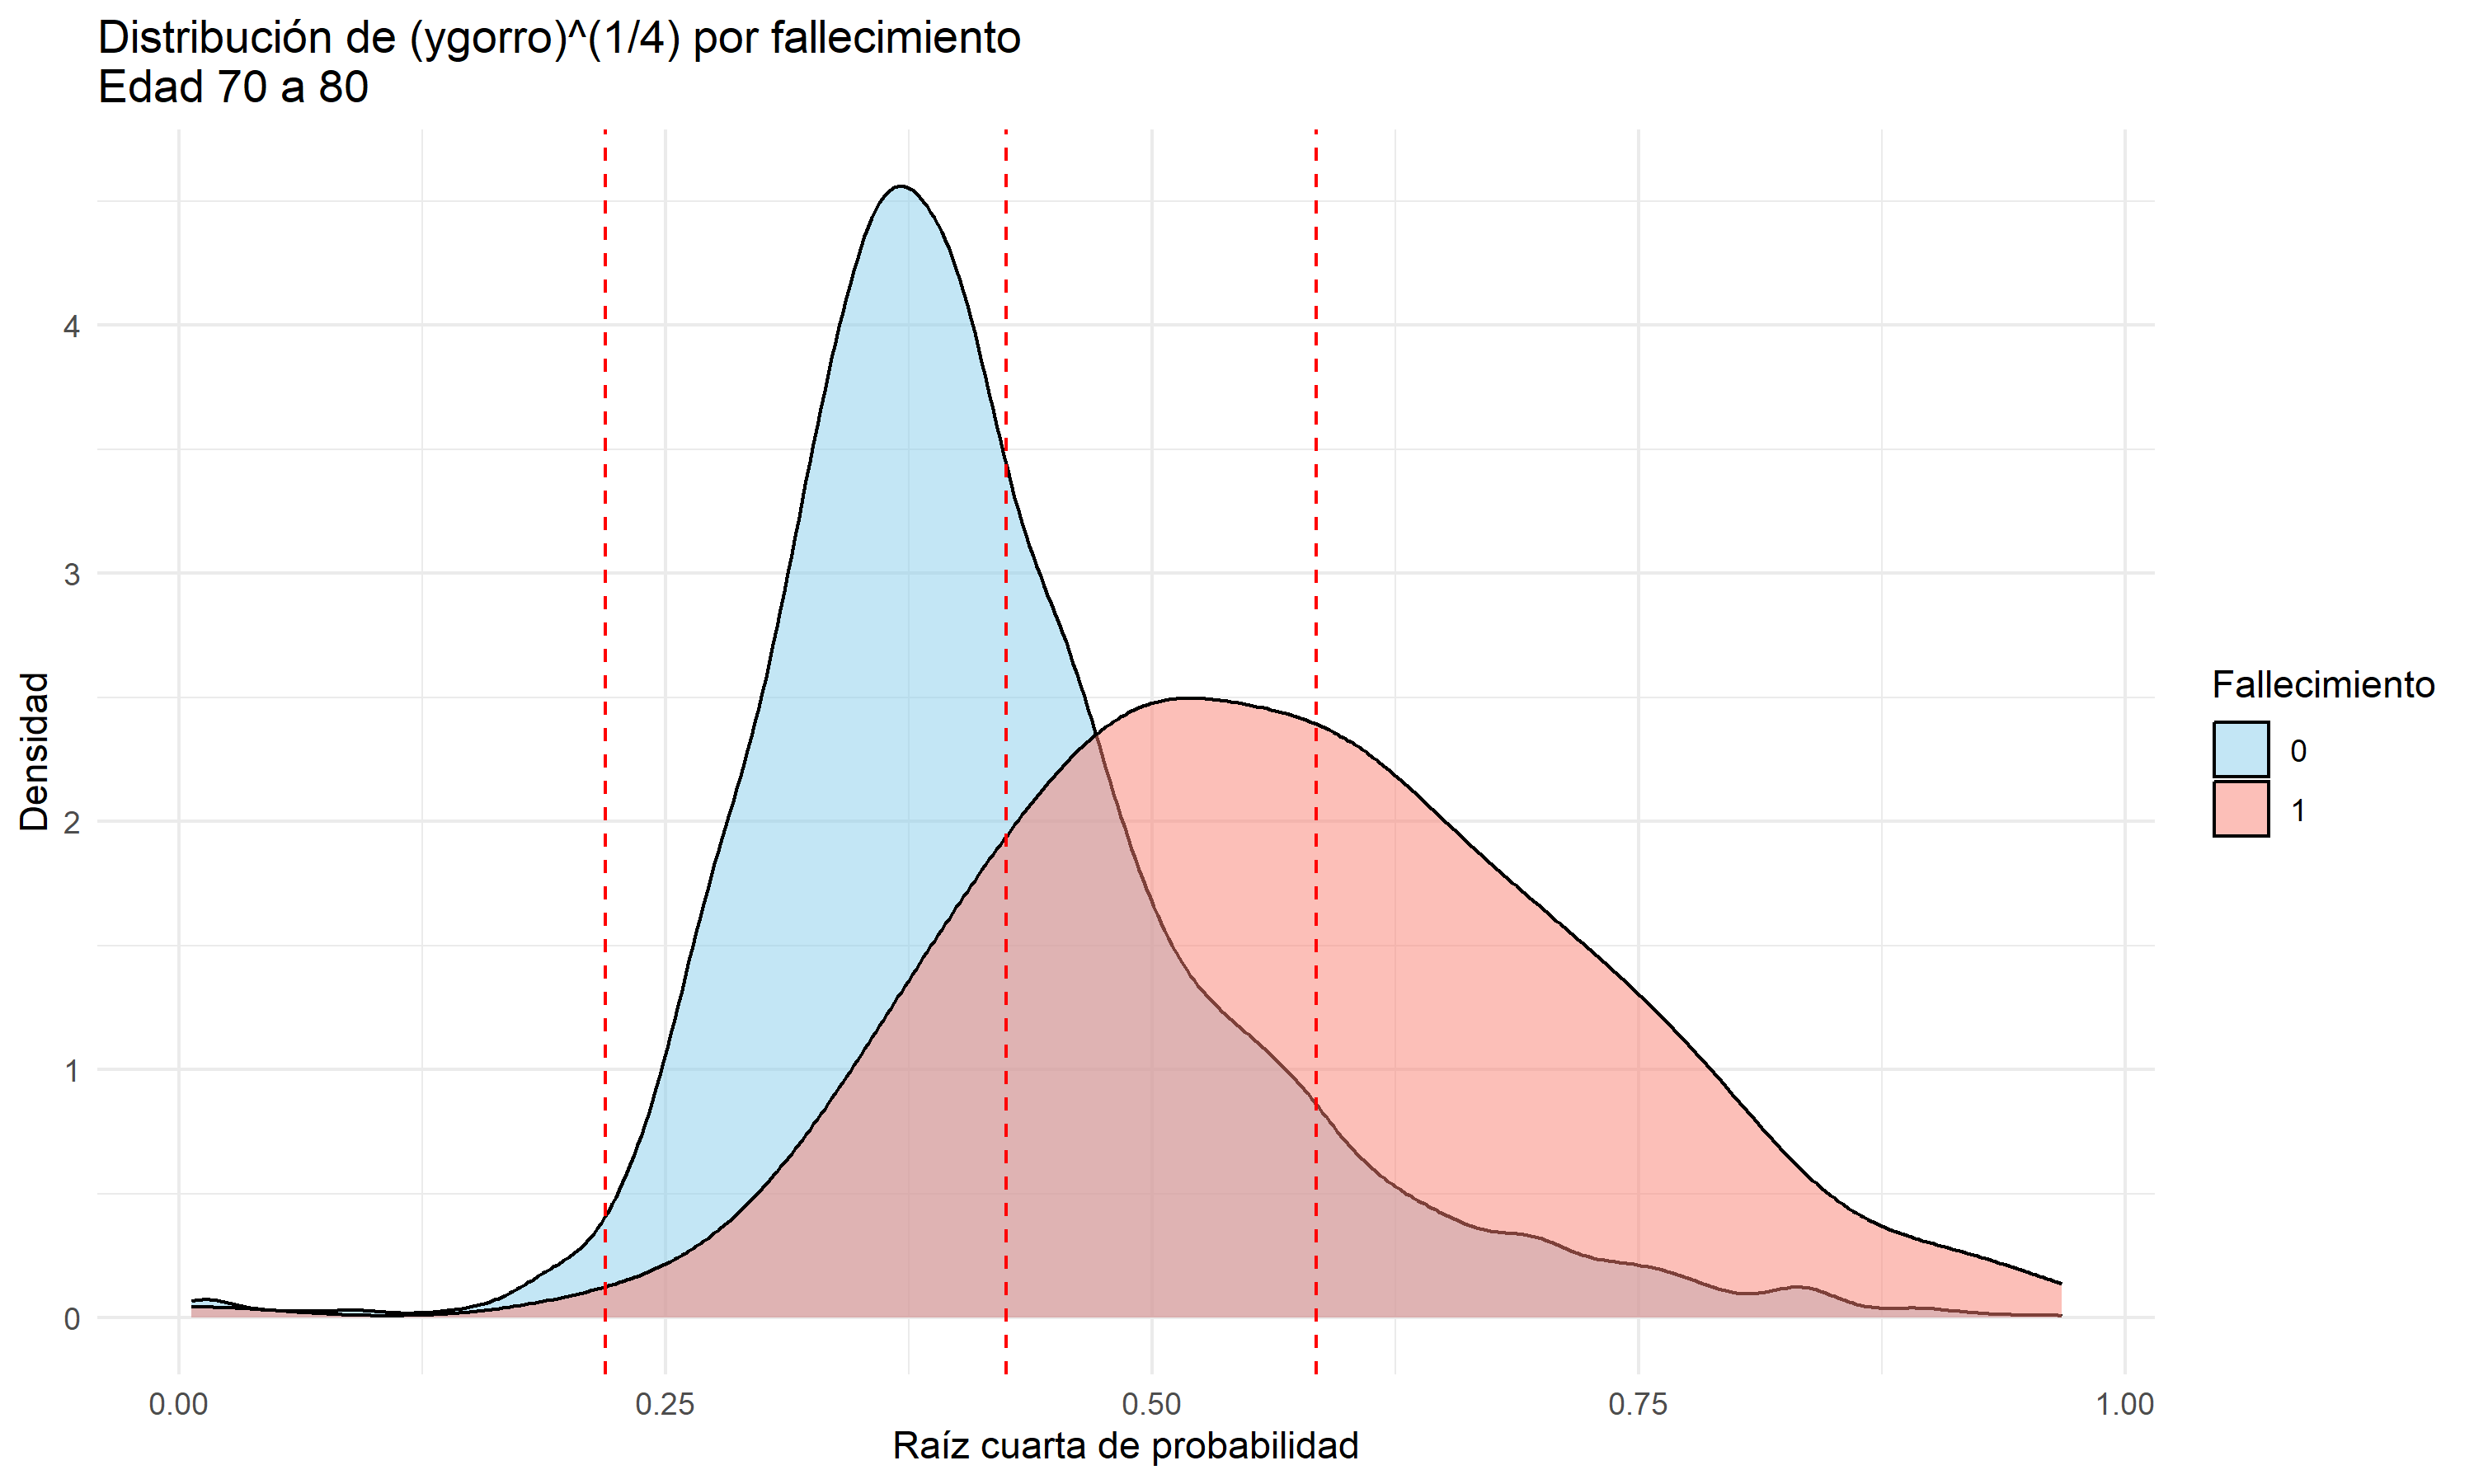 Distribución de (ygorro)^(1/4) por fallecimiento
Edad 70 a 80
Densidad
4
3
2
1
0
0.00 0.25 0.50 0.75 1.00
Raíz cuarta de probabilidad
Fallecimiento
0
1